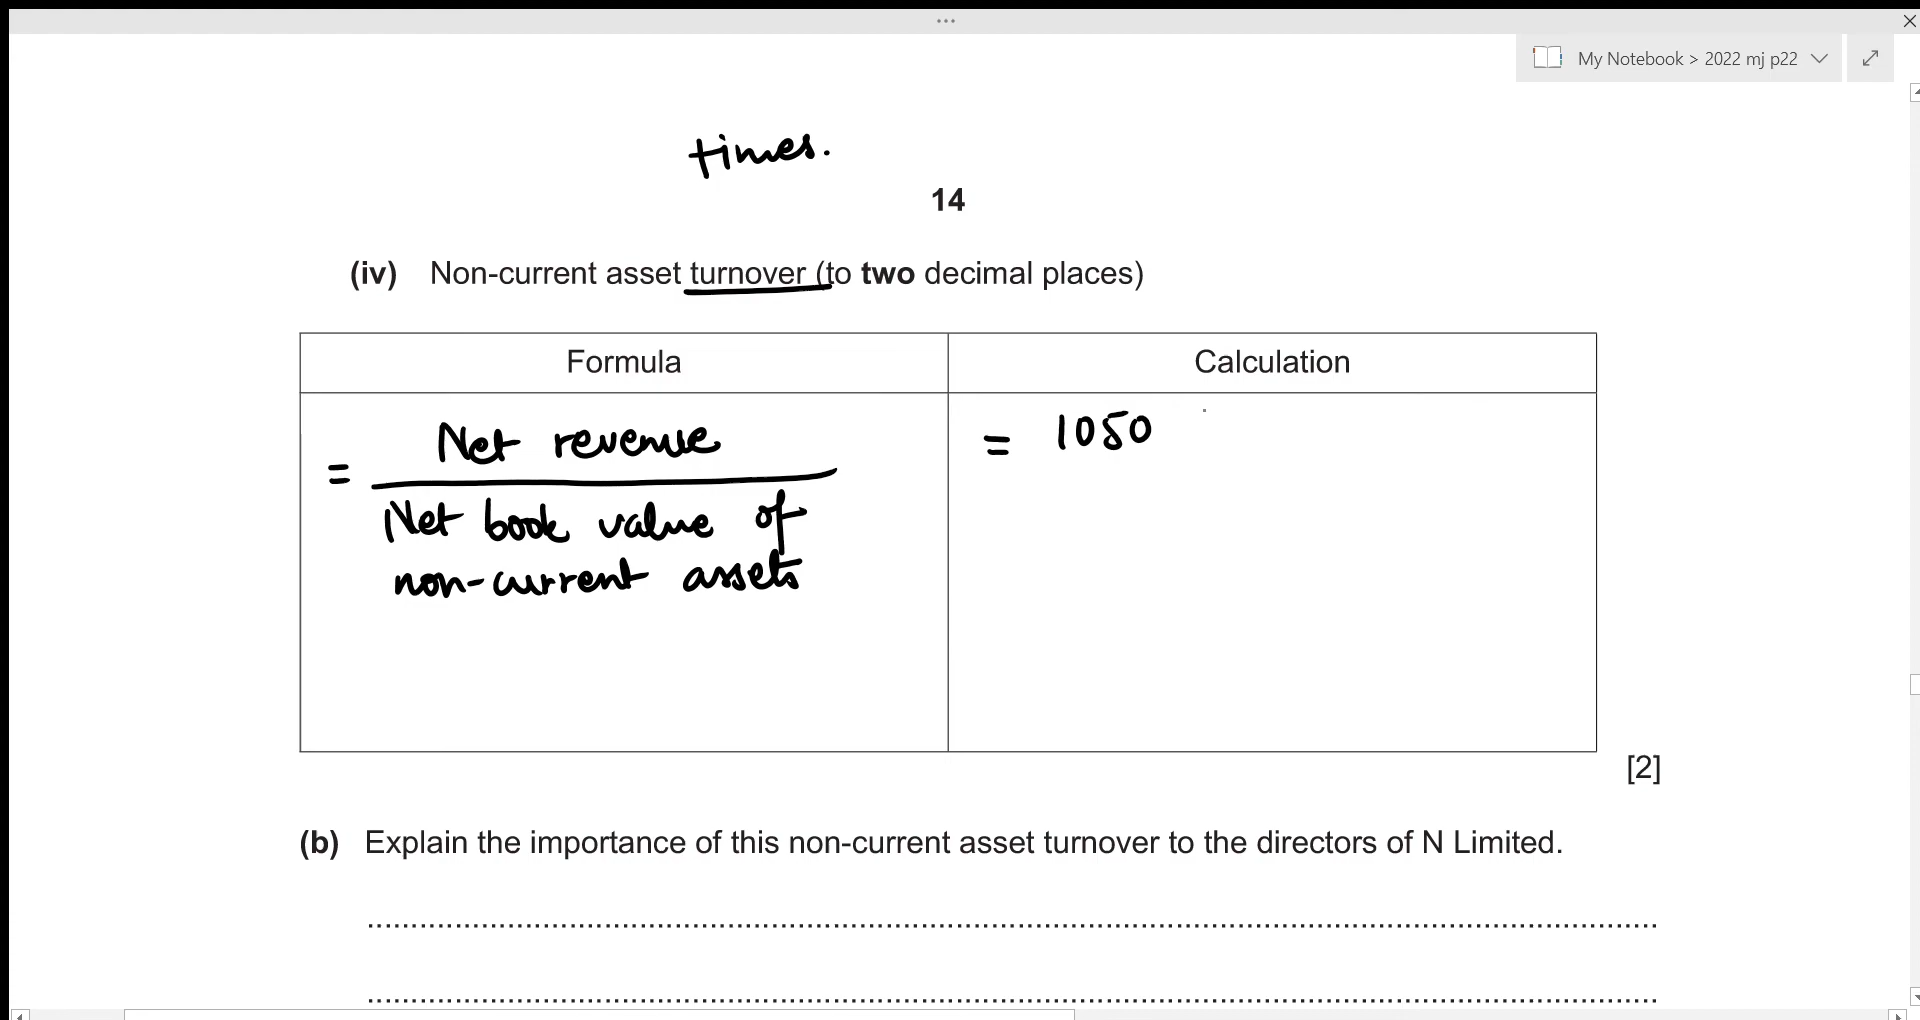 My Notebook > 2022 mj p22
times.
14
(iv) Non-current asset turnover (to two decimal places)
Formula
Calculation
= Net revenue
Net book value of
non-current assets
= 1050
[2]
(b) Explain the importance of this non-current asset turnover to the directors of N Limited.